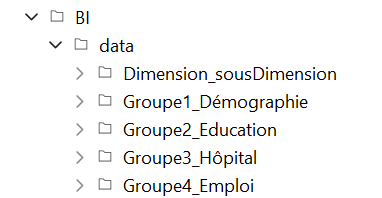 BI
data
Dimension_sousDimension
Groupe1_Démographie
Groupe2_Education
Groupe3_Hôpital
Groupe4_Emploi